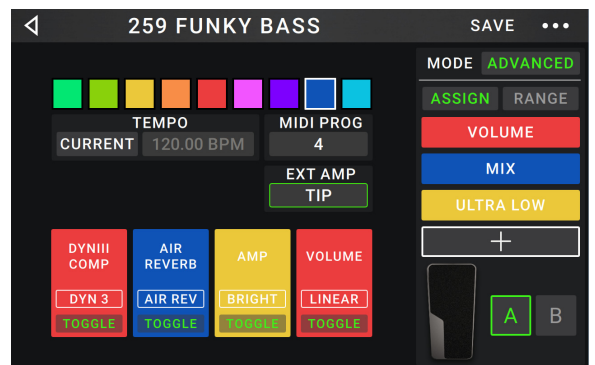 259 FUNKY BASS
SAVE
MODE ADVANCED
ASSIGN RANGE
TEMPO
CURRENT 120.00 BPM
MIDI PROG
4
EXT AMP
TIP
VOLUME
MIX
ULTRA LOW
+
DYNIII
COMP
DYN 3
TOGGLE
AIR
REVERB
AIR REV
TOGGLE
AMP
BRIGHT
TOGGLE
VOLUME
LINEAR
TOGGLE
A B